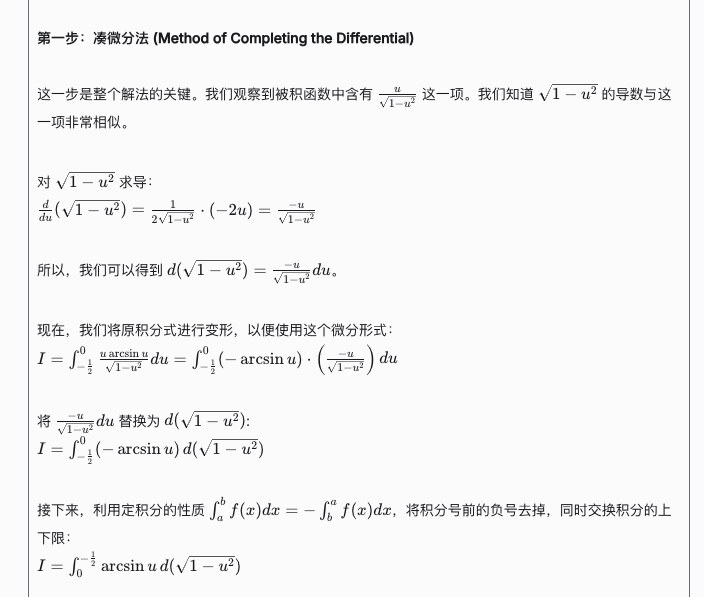 第一步：凑微分法 (Method of Completing the Differential)
这一步是整个解法的关键。我们观察到被积函数中含有 $\frac{u}{\sqrt{1-u^2}}$ 这一项。我们知道 $\sqrt{1-u^2}$ 的导数与这
一项非常相似。
对 $\sqrt{1-u^2}$ 求导：
$\frac{d}{du}(\sqrt{1-u^2}) = \frac{1}{2\sqrt{1-u^2}} \cdot (-2u) = \frac{-u}{\sqrt{1-u^2}}$
所以，我们可以得到 $d(\sqrt{1-u^2}) = \frac{-u}{\sqrt{1-u^2}}du$。
现在，我们将原积分式进行变形，以便使用这个微分形式：
$I = \int_{-\frac{1}{2}}^{0} \frac{u \arcsin u}{\sqrt{1-u^2}}du = \int_{-\frac{1}{2}}^{0} (-\arcsin u) \cdot \left(\frac{-u}{\sqrt{1-u^2}}\right) du$
将 $\frac{-u}{\sqrt{1-u^2}}du$ 替换为 $d(\sqrt{1-u^2})$:
$I = \int_{-\frac{1}{2}}^{0} (-\arcsin u)\, d(\sqrt{1-u^2})$
接下来，利用定积分的性质 $\int_a^b f(x)dx = -\int_b^a f(x)dx$，将积分号前的负号去掉，同时交换积分的上
下限：
$I = \int_0^{-\frac{1}{2}} \arcsin u\, d(\sqrt{1-u^2})$